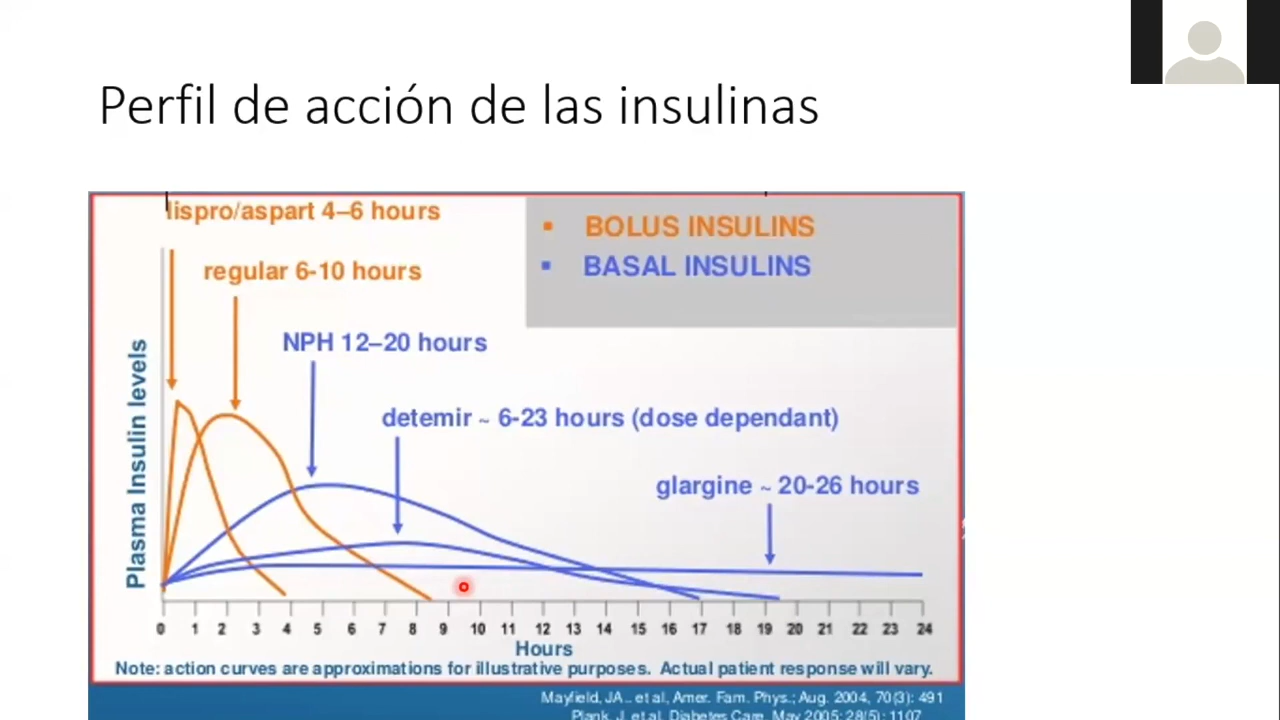 Perfil de acción de las insulinas
lispro/aspart 4–6 hours
▪ BOLUS INSULINS
▪ BASAL INSULINS
regular 6-10 hours
NPH 12–20 hours
detemir ~ 6-23 hours (dose dependant)
glargine ~ 20-26 hours
Plasma Insulin levels
0 1 2 3 4 5 6 7 8 9 10 11 12 13 14 15 16 17 18 19 20 21 22 23 24
Hours
Note: action curves are approximations for illustrative purposes. Actual patient response will vary.
Mayfield, JA.. et al, Amer. Fam. Phys.; Aug. 2004, 70(3): 491
Plank, J. et al. Diabetes Care, May 2005; 28(5): 1107